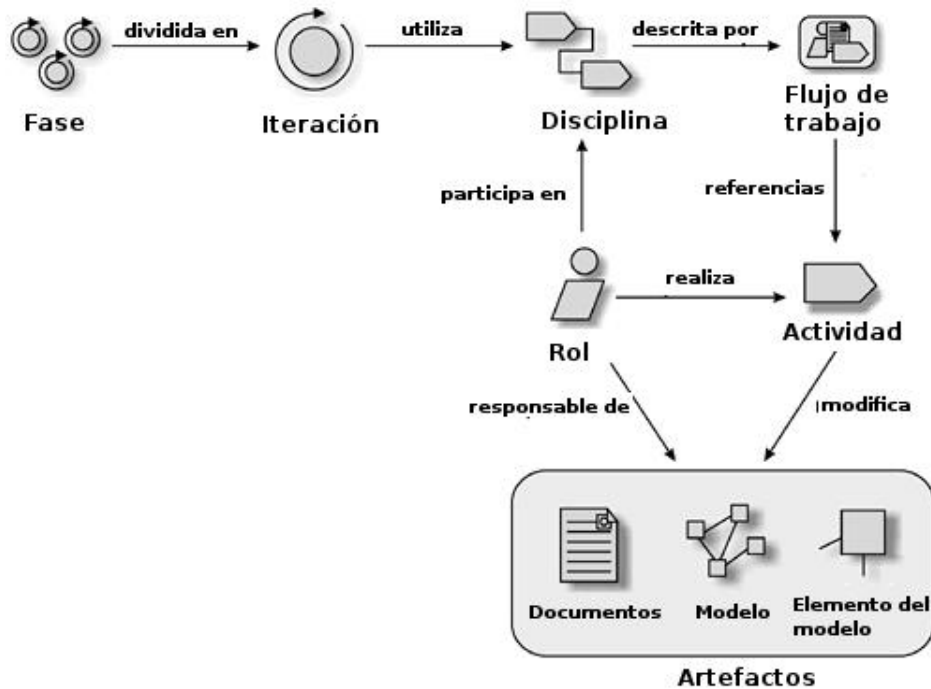 dividida en
utiliza
descrita por
Fase
Iteración
Disciplina
Flujo de
trabajo
participa en
referencias
realiza
Rol
Actividad
responsable de
modifica
Documentos
Modelo
Elemento del
modelo
Artefactos